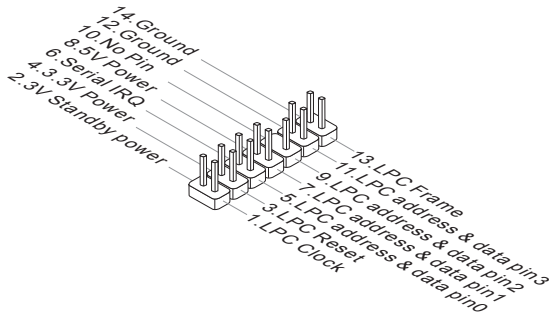 14.Ground
12.Ground
10.No Pin
8.5V Power
6.Serial IRQ
4.3.3V Power
2.3V Standby power
13.LPC Frame
11.LPC address & data pin3
9.LPC address & data pin2
7.LPC address & data pin1
5.LPC address & data pin0
3.LPC Reset
1.LPC Clock